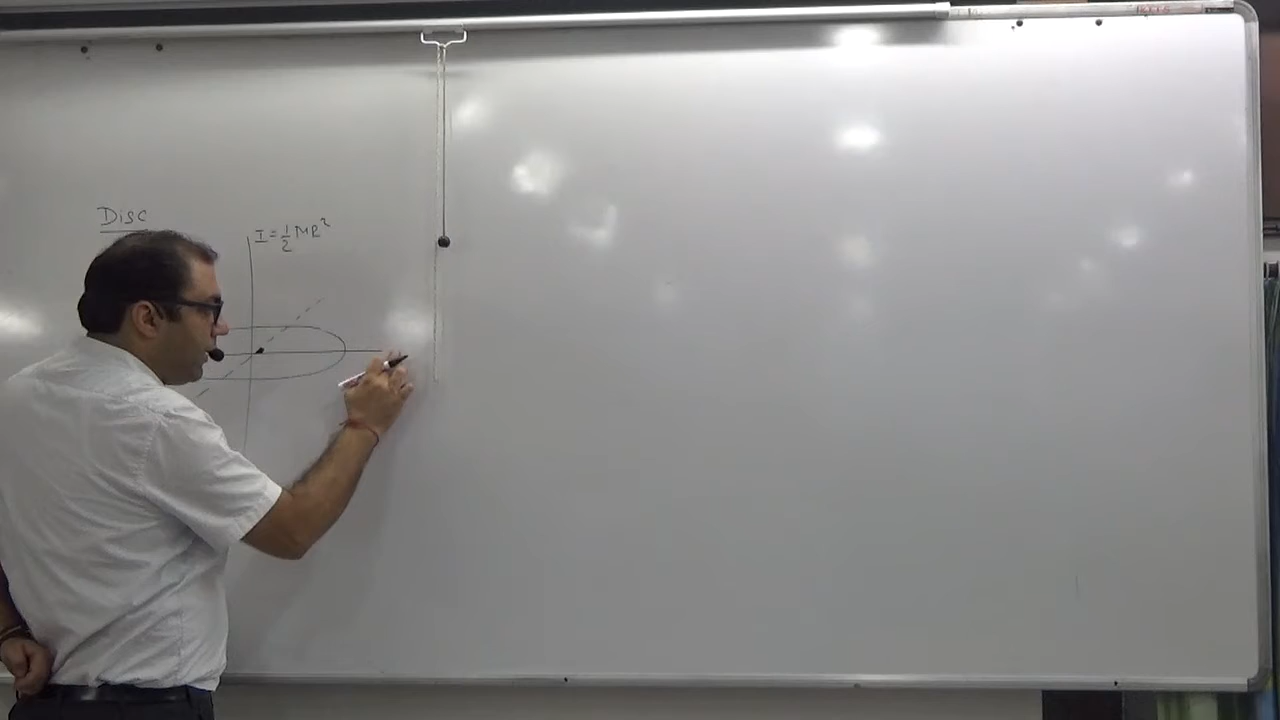 Disc
I = 1/2 MR²